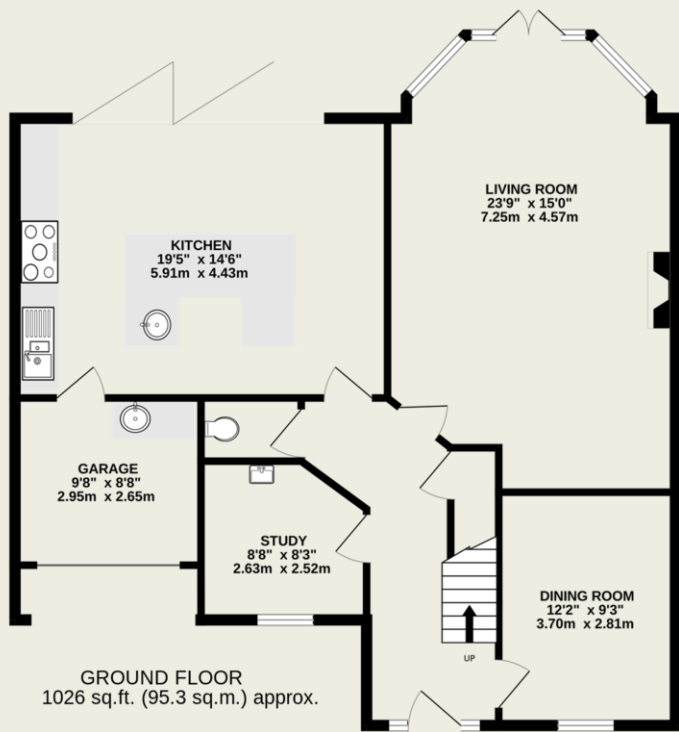 LIVING ROOM
23'9" x 15'0"
7.25m x 4.57m
KITCHEN
19'5" x 14'6"
5.91m x 4.43m
GARAGE
9'8" x 8'8"
2.95m x 2.65m
STUDY
8'8" x 8'3"
2.63m x 2.52m
DINING ROOM
12'2" x 9'3"
3.70m x 2.81m
UP
GROUND FLOOR
1026 sq.ft. (95.3 sq.m.) approx.